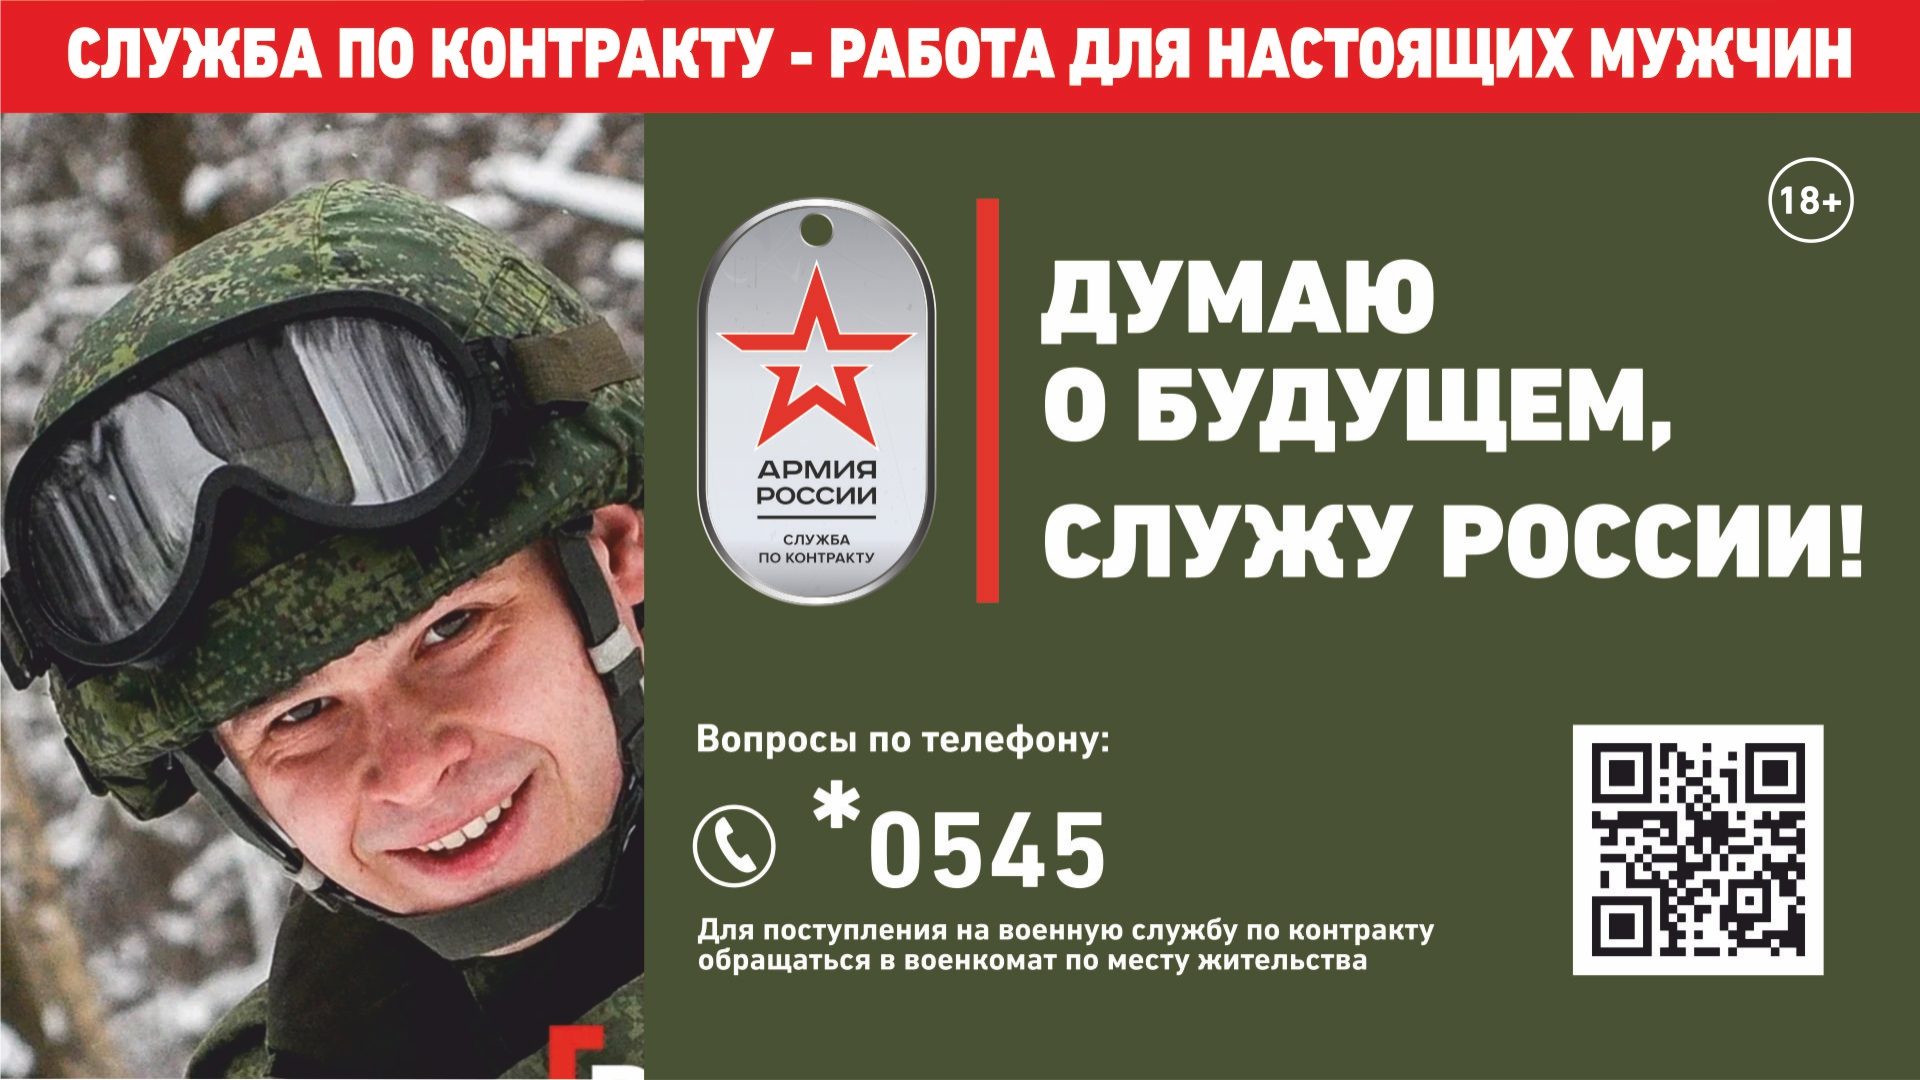 СЛУЖБА ПО КОНТРАКТУ - РАБОТА ДЛЯ НАСТОЯЩИХ МУЖЧИН
18+
АРМИЯ
РОССИИ
СЛУЖБА
ПО КОНТРАКТУ
ДУМАЮ
О БУДУЩЕМ,
СЛУЖУ РОССИИ!
Вопросы по телефону:
*0545
Для поступления на военную службу по контракту
обращаться в военкомат по месту жительства